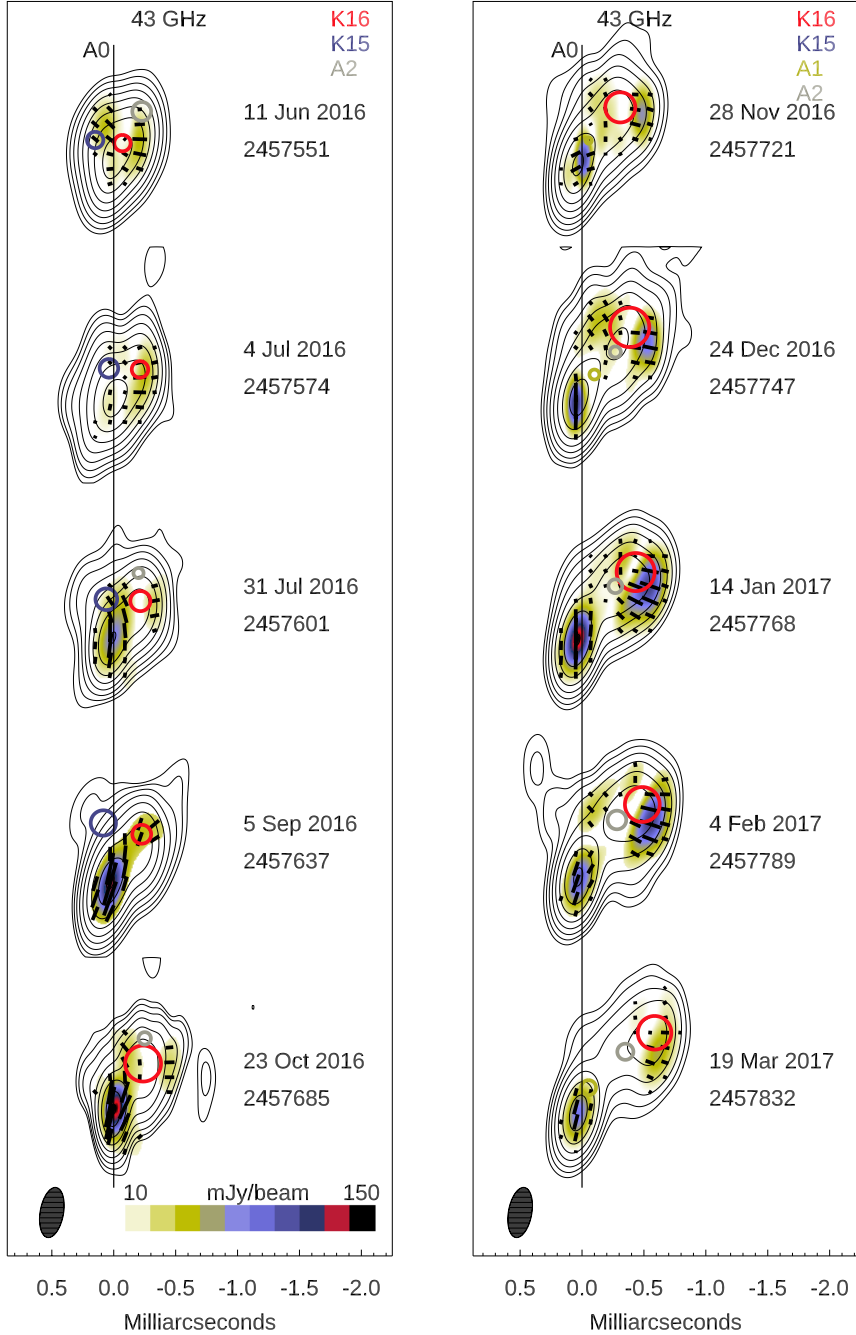 43 GHz
K16
K15
A2
A0
11 Jun 2016
2457551
4 Jul 2016
2457574
31 Jul 2016
2457601
5 Sep 2016
2457637
23 Oct 2016
2457685
10 mJy/beam 150
0.5 0.0 -0.5 -1.0 -1.5 -2.0
Milliarcseconds
43 GHz
K16
K15
A1
A2
A0
28 Nov 2016
2457721
24 Dec 2016
2457747
14 Jan 2017
2457768
4 Feb 2017
2457789
19 Mar 2017
2457832
0.5 0.0 -0.5 -1.0 -1.5 -2.0
Milliarcseconds